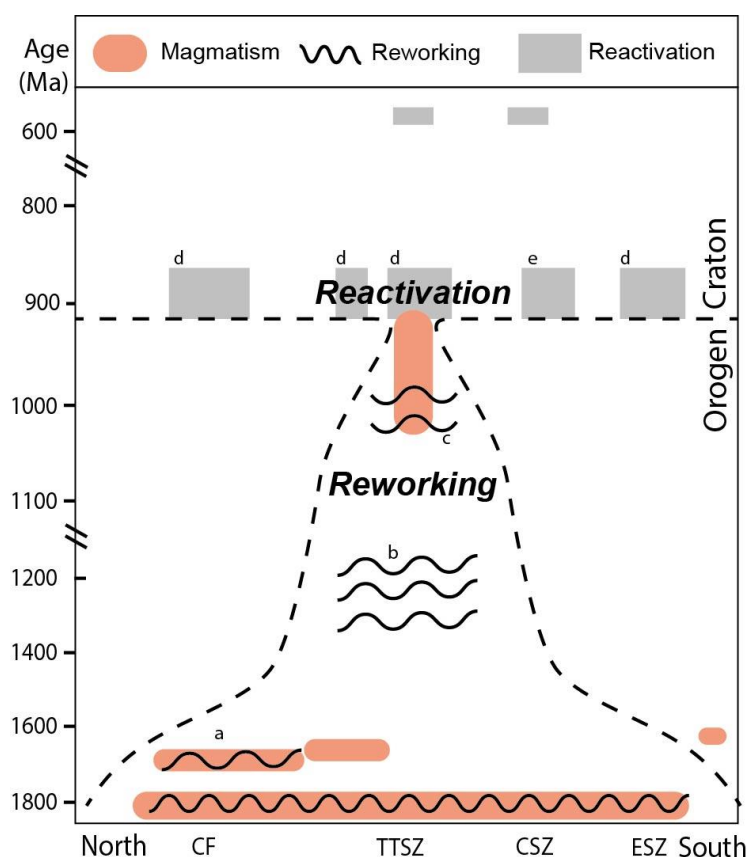 Age
(Ma)
Magmatism
Reworking
Reactivation
600
800
d
d
d
e
d
Reactivation
900
Craton
Orogen
1000
c
Reworking
1100
b
1200
1400
1600
a
1800
North
CF
TTSZ
CSZ
ESZ
South